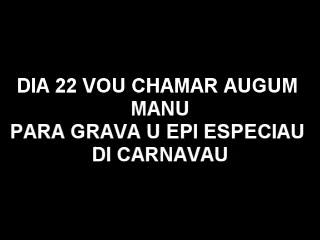 DIA 22 VOU CHAMAR AUGUM
MANU
PARA GRAVA U EPI ESPECIAU
DI CARNAVAU